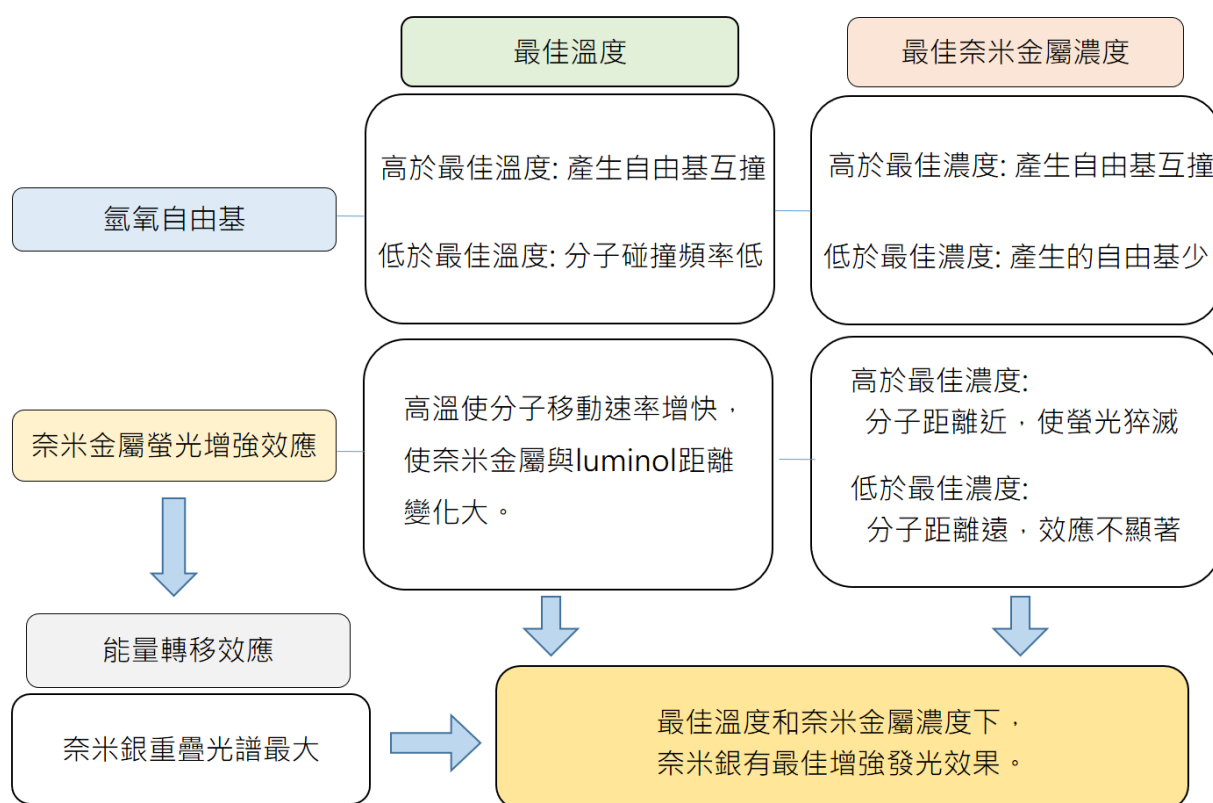 最佳溫度
最佳奈米金屬濃度
氫氧自由基
高於最佳溫度: 產生自由基互撞
低於最佳溫度: 分子碰撞頻率低
高於最佳濃度: 產生自由基互撞
低於最佳濃度: 產生的自由基少
奈米金屬螢光增強效應
高溫使分子移動速率增快，
使奈米金屬與luminol距離
變化大。
高於最佳濃度:
分子距離近，使螢光猝滅
低於最佳濃度:
分子距離遠，效應不顯著
能量轉移效應
奈米銀重疊光譜最大
最佳溫度和奈米金屬濃度下，
奈米銀有最佳增強發光效果。